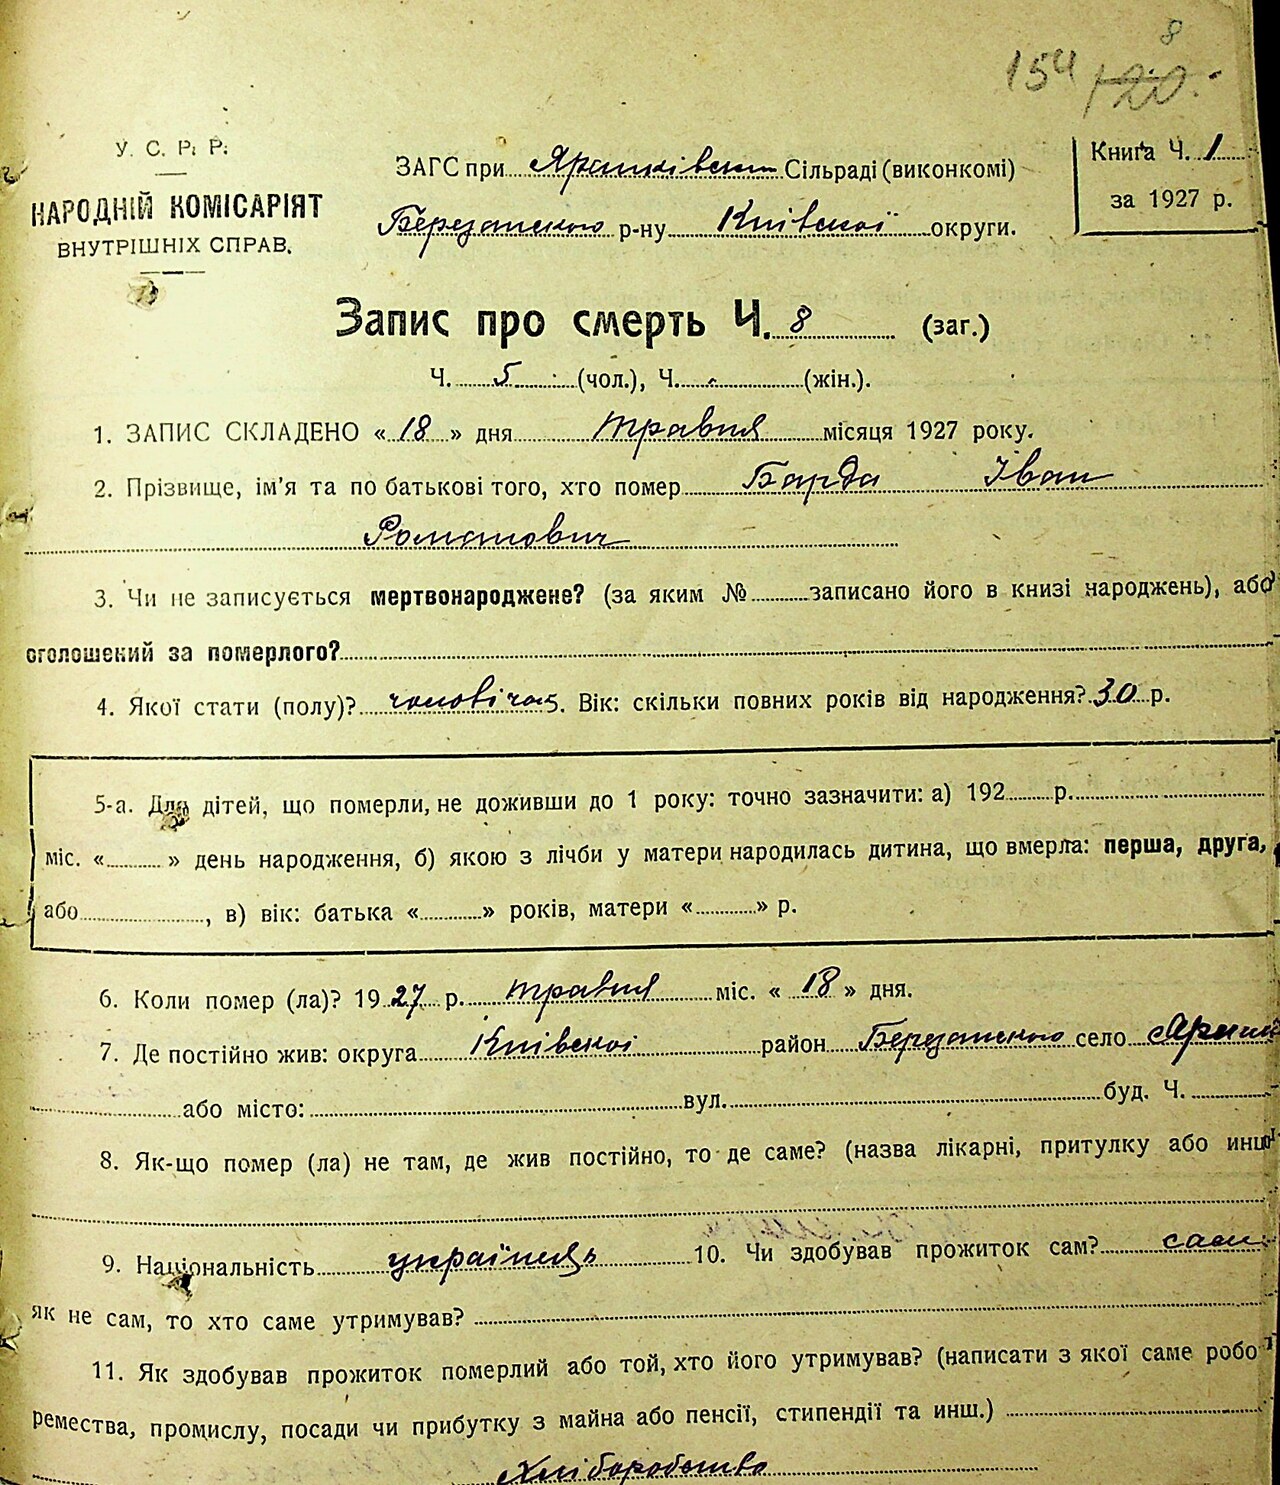 8
154 120.
У. С. Р. Р.
НАРОДНІЙ КОМІСАРІЯТ
ВНУТРІШНІХ СПРАВ.
ЗАГС при Ярешківскій Сільраді (виконкомі)
Березанского р-ну Київскої округи.
Книга Ч. 1
за 1927 р.
Запис про смерть Ч. 8 (заг.)
Ч. 5 (чол.), Ч. - (жін.).
1. ЗАПИС СКЛАДЕНО « 18 » дня травня місяця 1927 року.
2. Прізвище, ім'я та по батькові того, хто помер Барда Іван
Романович
3. Чи не записується мертвонароджене? (за яким № записано його в книзі народжень), або
оголошений за померлого?
4. Якої стати (полу)? чоловічая. Вік: скільки повних років від народження? 30 р.
5-а. Для дітей, що померли, не доживши до 1 року: точно зазначити: а) 192 р.
міс. « » день народження, б) якою з лічби у матери народилась дитина, що вмерла: перша, друга,
або , в) вік: батька « » років, матери « » р.
6. Коли помер (ла)? 1927 р. травня міс. « 18 » дня.
7. Де постійно жив: округа Київскої район Березанского село
або місто: вул. буд. Ч.
8. Як-що помер (ла) не там, де жив постійно, то де саме? (назва лікарні, притулку або инш
9. Національність українець 10. Чи здобував прожиток сам? сам
як не сам, то хто саме утримував?
11. Як здобував прожиток померлий або той, хто його утримував? (написати з якої саме робо
ремества, промислу, посади чи прибутку з майна або пенсії, стипендії та инш.)
Хліборобство